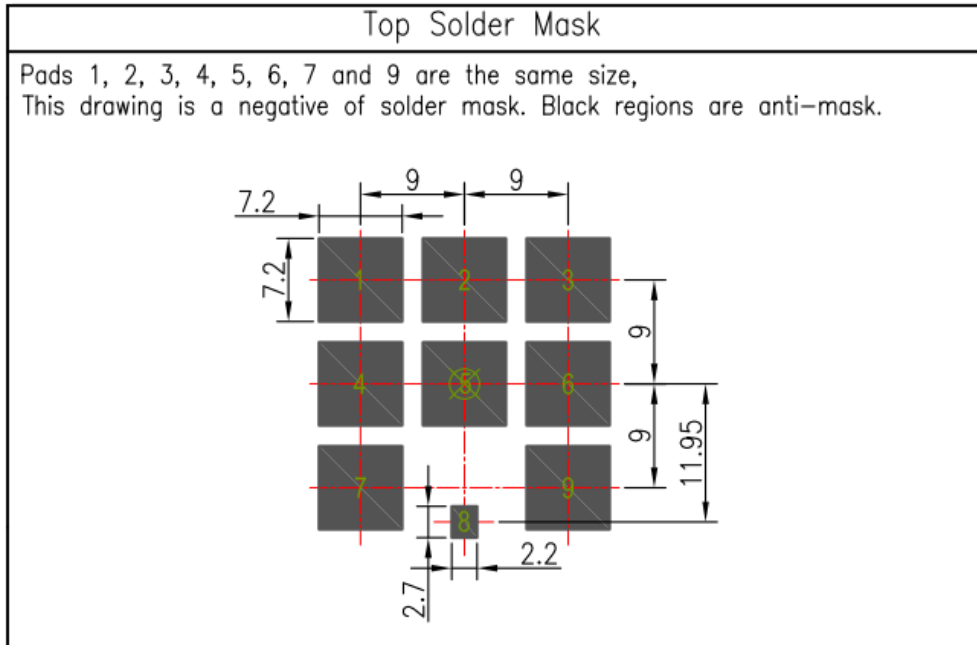 Top Solder Mask
Pads 1, 2, 3, 4, 5, 6, 7 and 9 are the same size,
This drawing is a negative of solder mask. Black regions are anti-mask.
9 9
7.2
7.2
1 2 3
9
4 5 6
9
11.95
7 9
8
2.2
2.7